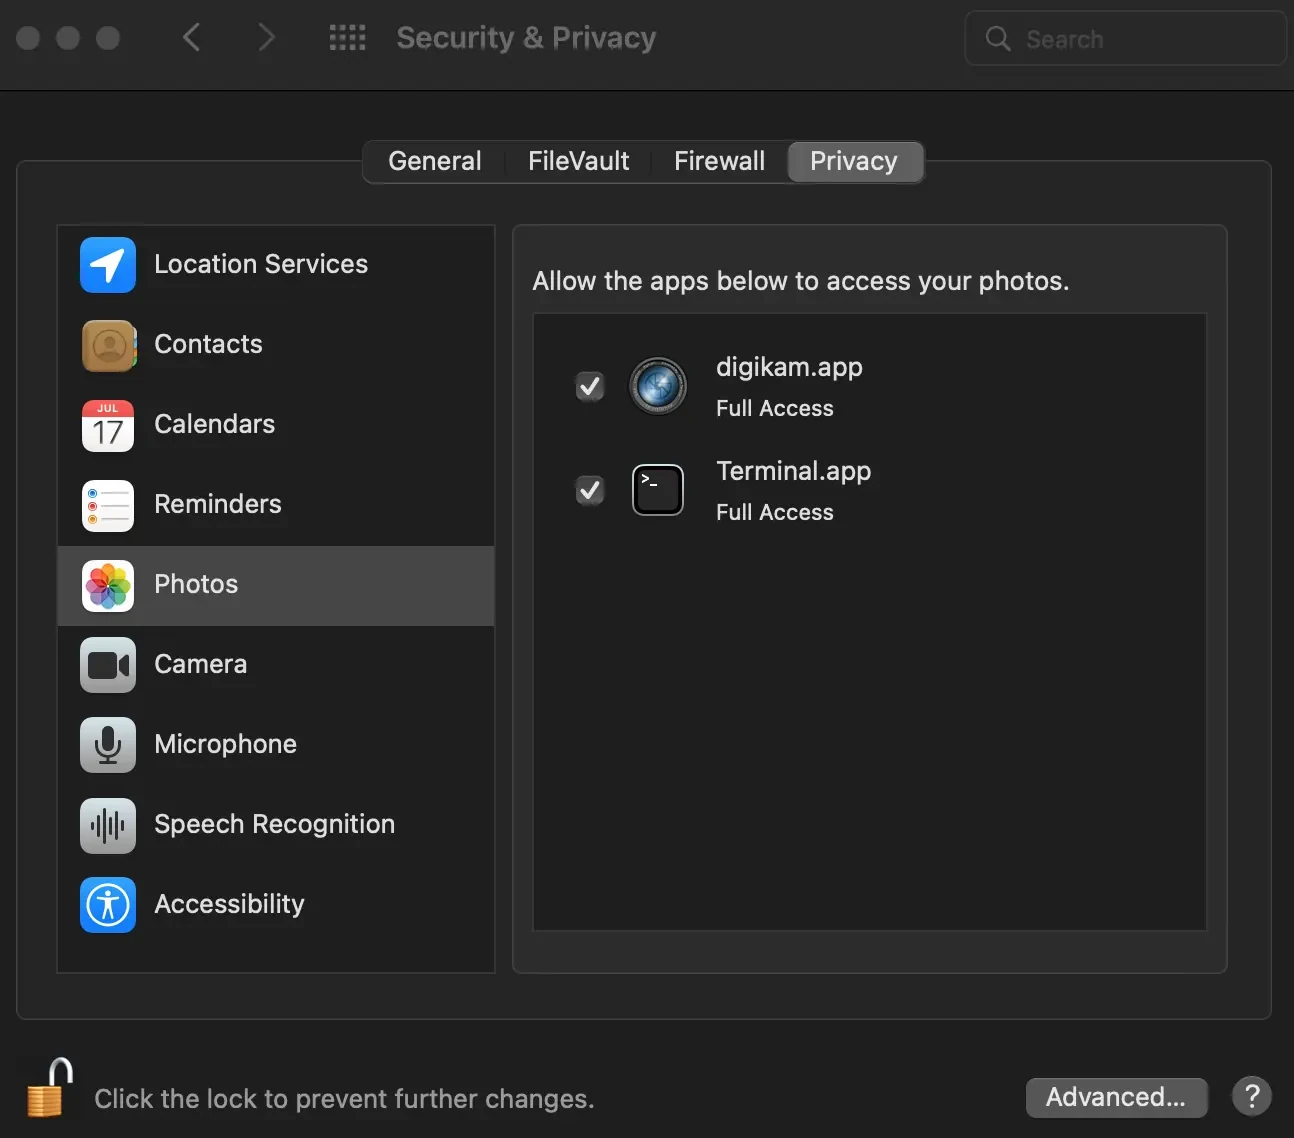 Security & Privacy
Search
General FileVault Firewall Privacy
Location Services
Contacts
JUL
17
Calendars
Reminders
Photos
Camera
Microphone
Speech Recognition
Accessibility
Allow the apps below to access your photos.
digikam.app
Full Access
>_
Terminal.app
Full Access
Click the lock to prevent further changes.
Advanced...
?